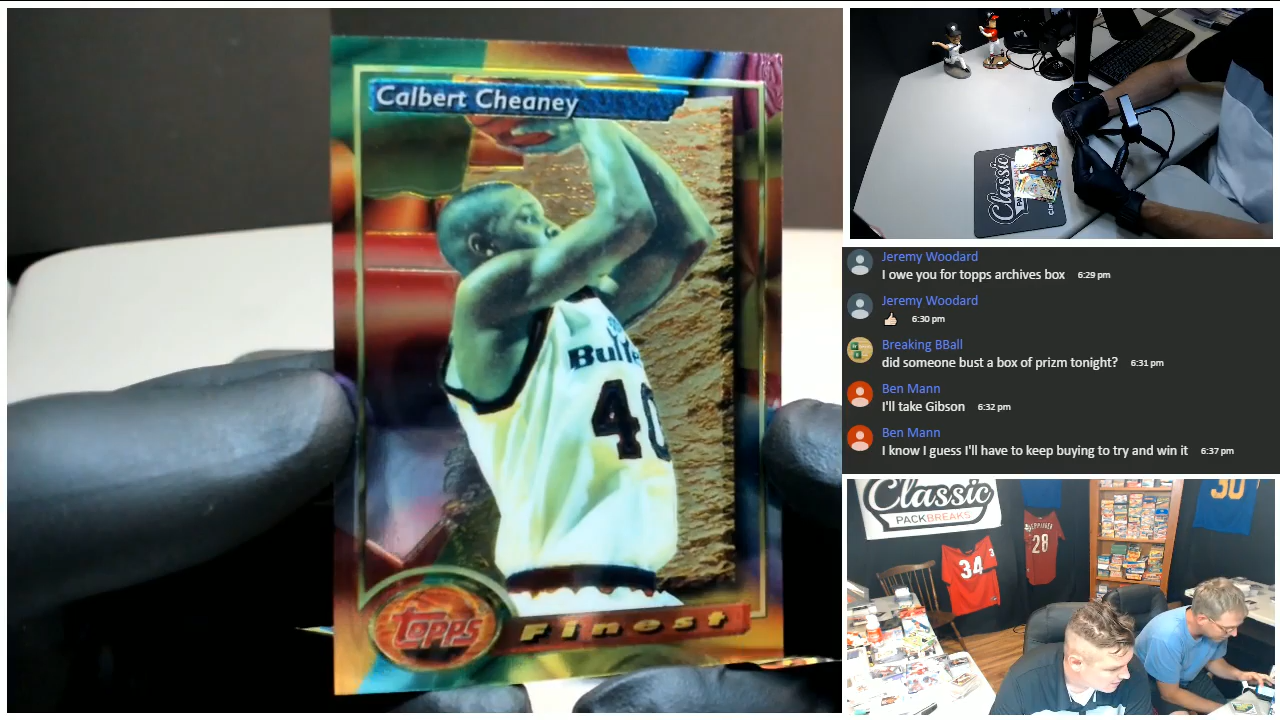 Calbert Cheaney
Bulle
40
TOPPS
Finest
Classic
Jeremy Woodard
I owe you for topps archives box 6:29 pm
Jeremy Woodard
6:30 pm
Breaking BBall
did someone bust a box of prizm tonight? 6:31 pm
Ben Mann
I'll take Gibson 6:32 pm
Ben Mann
I know I guess I'll have to keep buying to try and win it 6:37 pm
Classic
PACKBREAKS
30
28
34